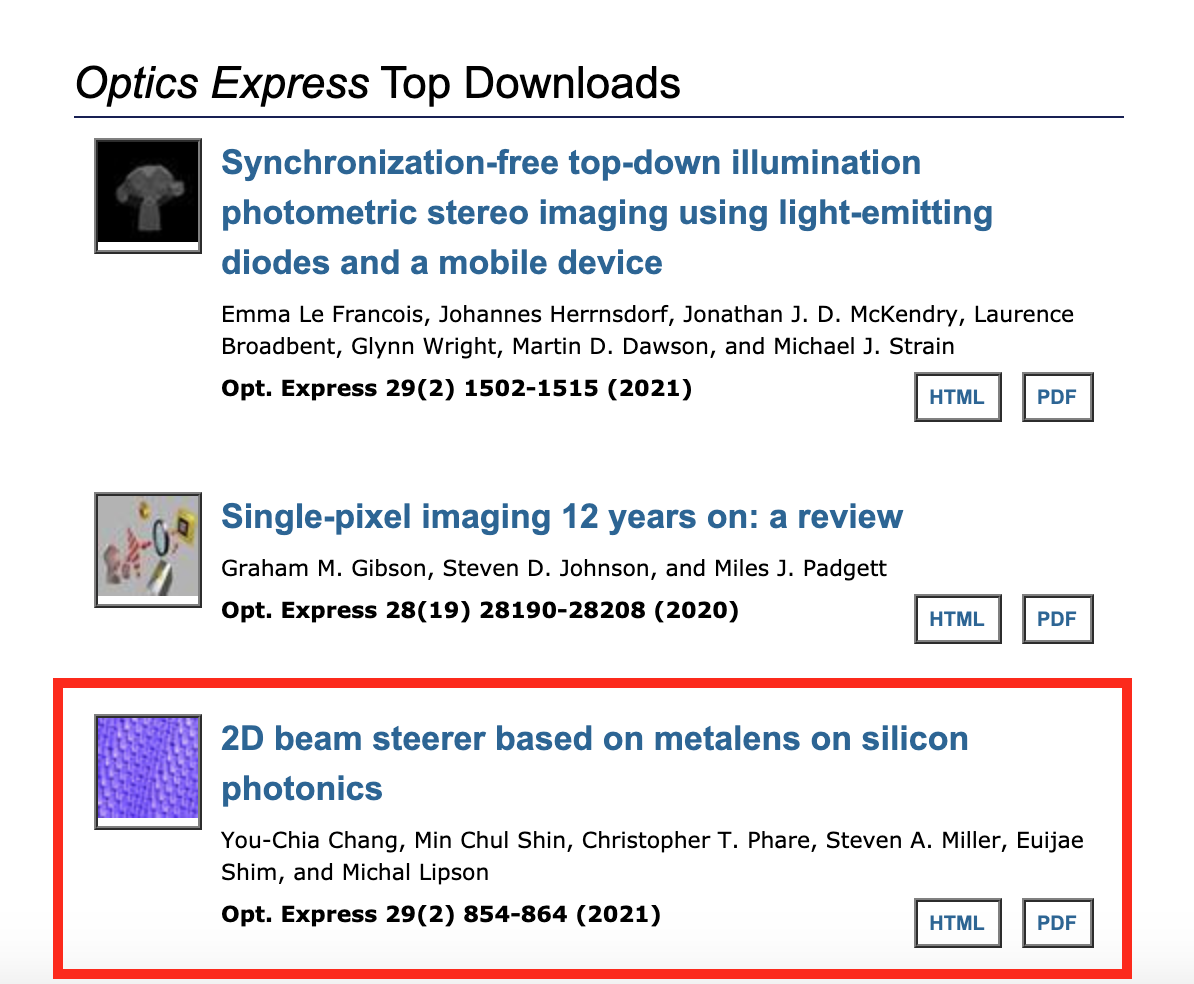 Optics Express Top Downloads
Synchronization-free top-down illumination
photometric stereo imaging using light-emitting
diodes and a mobile device
Emma Le Francois, Johannes Herrnsdorf, Jonathan J. D. McKendry, Laurence
Broadbent, Glynn Wright, Martin D. Dawson, and Michael J. Strain
Opt. Express 29(2) 1502-1515 (2021)
HTML PDF
Single-pixel imaging 12 years on: a review
Graham M. Gibson, Steven D. Johnson, and Miles J. Padgett
Opt. Express 28(19) 28190-28208 (2020)
HTML PDF
2D beam steerer based on metalens on silicon
photonics
You-Chia Chang, Min Chul Shin, Christopher T. Phare, Steven A. Miller, Euijae
Shim, and Michal Lipson
Opt. Express 29(2) 854-864 (2021)
HTML PDF